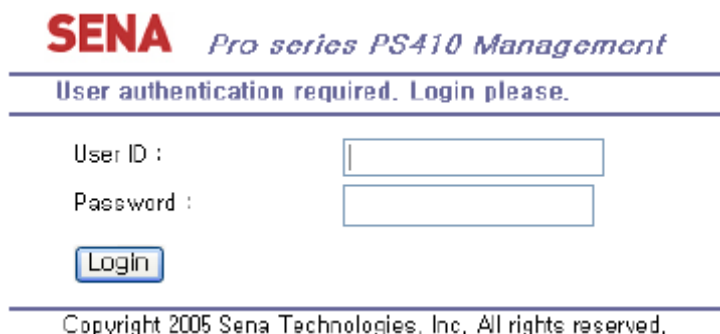 SENA Pro series PS410 Management
User authentication required. Login please.
User ID :
Password :
Login
Copyright 2005 Sena Technologies, Inc. All rights reserved.